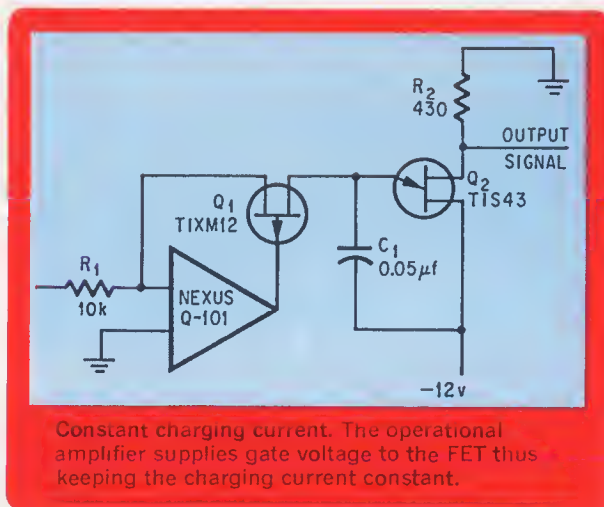 R2
430
OUTPUT
SIGNAL
Q1
TIXM12
Q2
TIS43
R1
10k
NEXUS
Q-101
C1
0.05µf
−12v
Constant charging current. The operational
amplifier supplies gate voltage to the FET thus
keeping the charging current constant.